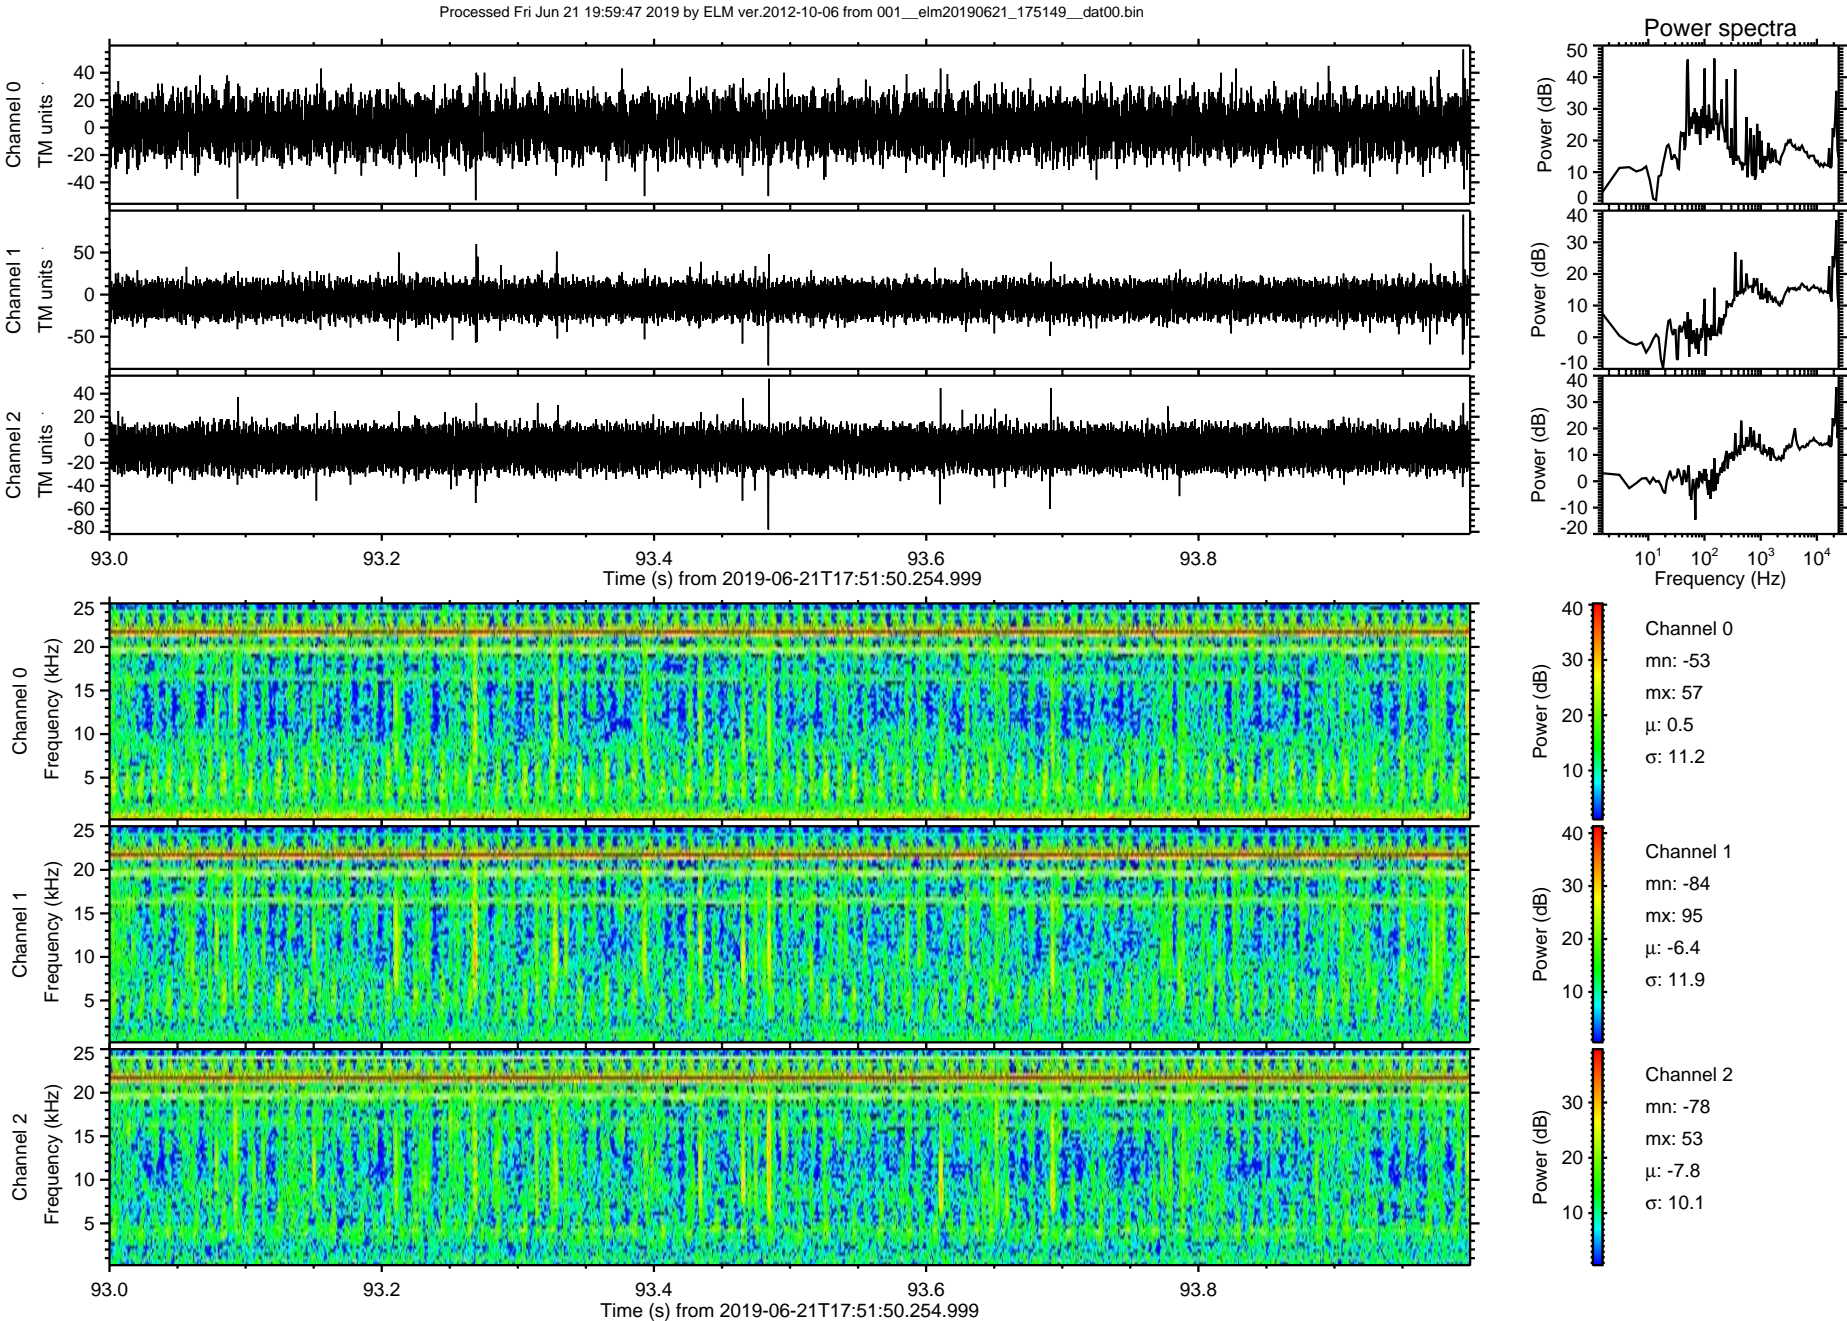 Processed Fri Jun 21 19:59:47 2019 by ELM ver.2012-10-06 from 001__elm20190621_175149__dat00.bin
Power spectra
Channel 0
TM units
40
20
0
-20
-40
Power (dB)
50
40
30
20
10
0
Channel 1
TM units
50
0
-50
Power (dB)
40
30
20
10
0
-10
Channel 2
TM units
40
20
0
-20
-40
-60
-80
Power (dB)
40
30
20
10
0
-10
-20
93.0 93.2 93.4 93.6 93.8
Time (s) from 2019-06-21T17:51:50.254.999
10¹ 10² 10³ 10⁴
Frequency (Hz)
Channel 0
Frequency (kHz)
25
20
15
10
5
Power (dB)
40
30
20
10
Channel 0
mn: -53
mx: 57
μ: 0.5
σ: 11.2
Channel 1
Frequency (kHz)
25
20
15
10
5
Power (dB)
40
30
20
10
Channel 1
mn: -84
mx: 95
μ: -6.4
σ: 11.9
Channel 2
Frequency (kHz)
25
20
15
10
5
Power (dB)
30
20
10
Channel 2
mn: -78
mx: 53
μ: -7.8
σ: 10.1
93.0 93.2 93.4 93.6 93.8
Time (s) from 2019-06-21T17:51:50.254.999